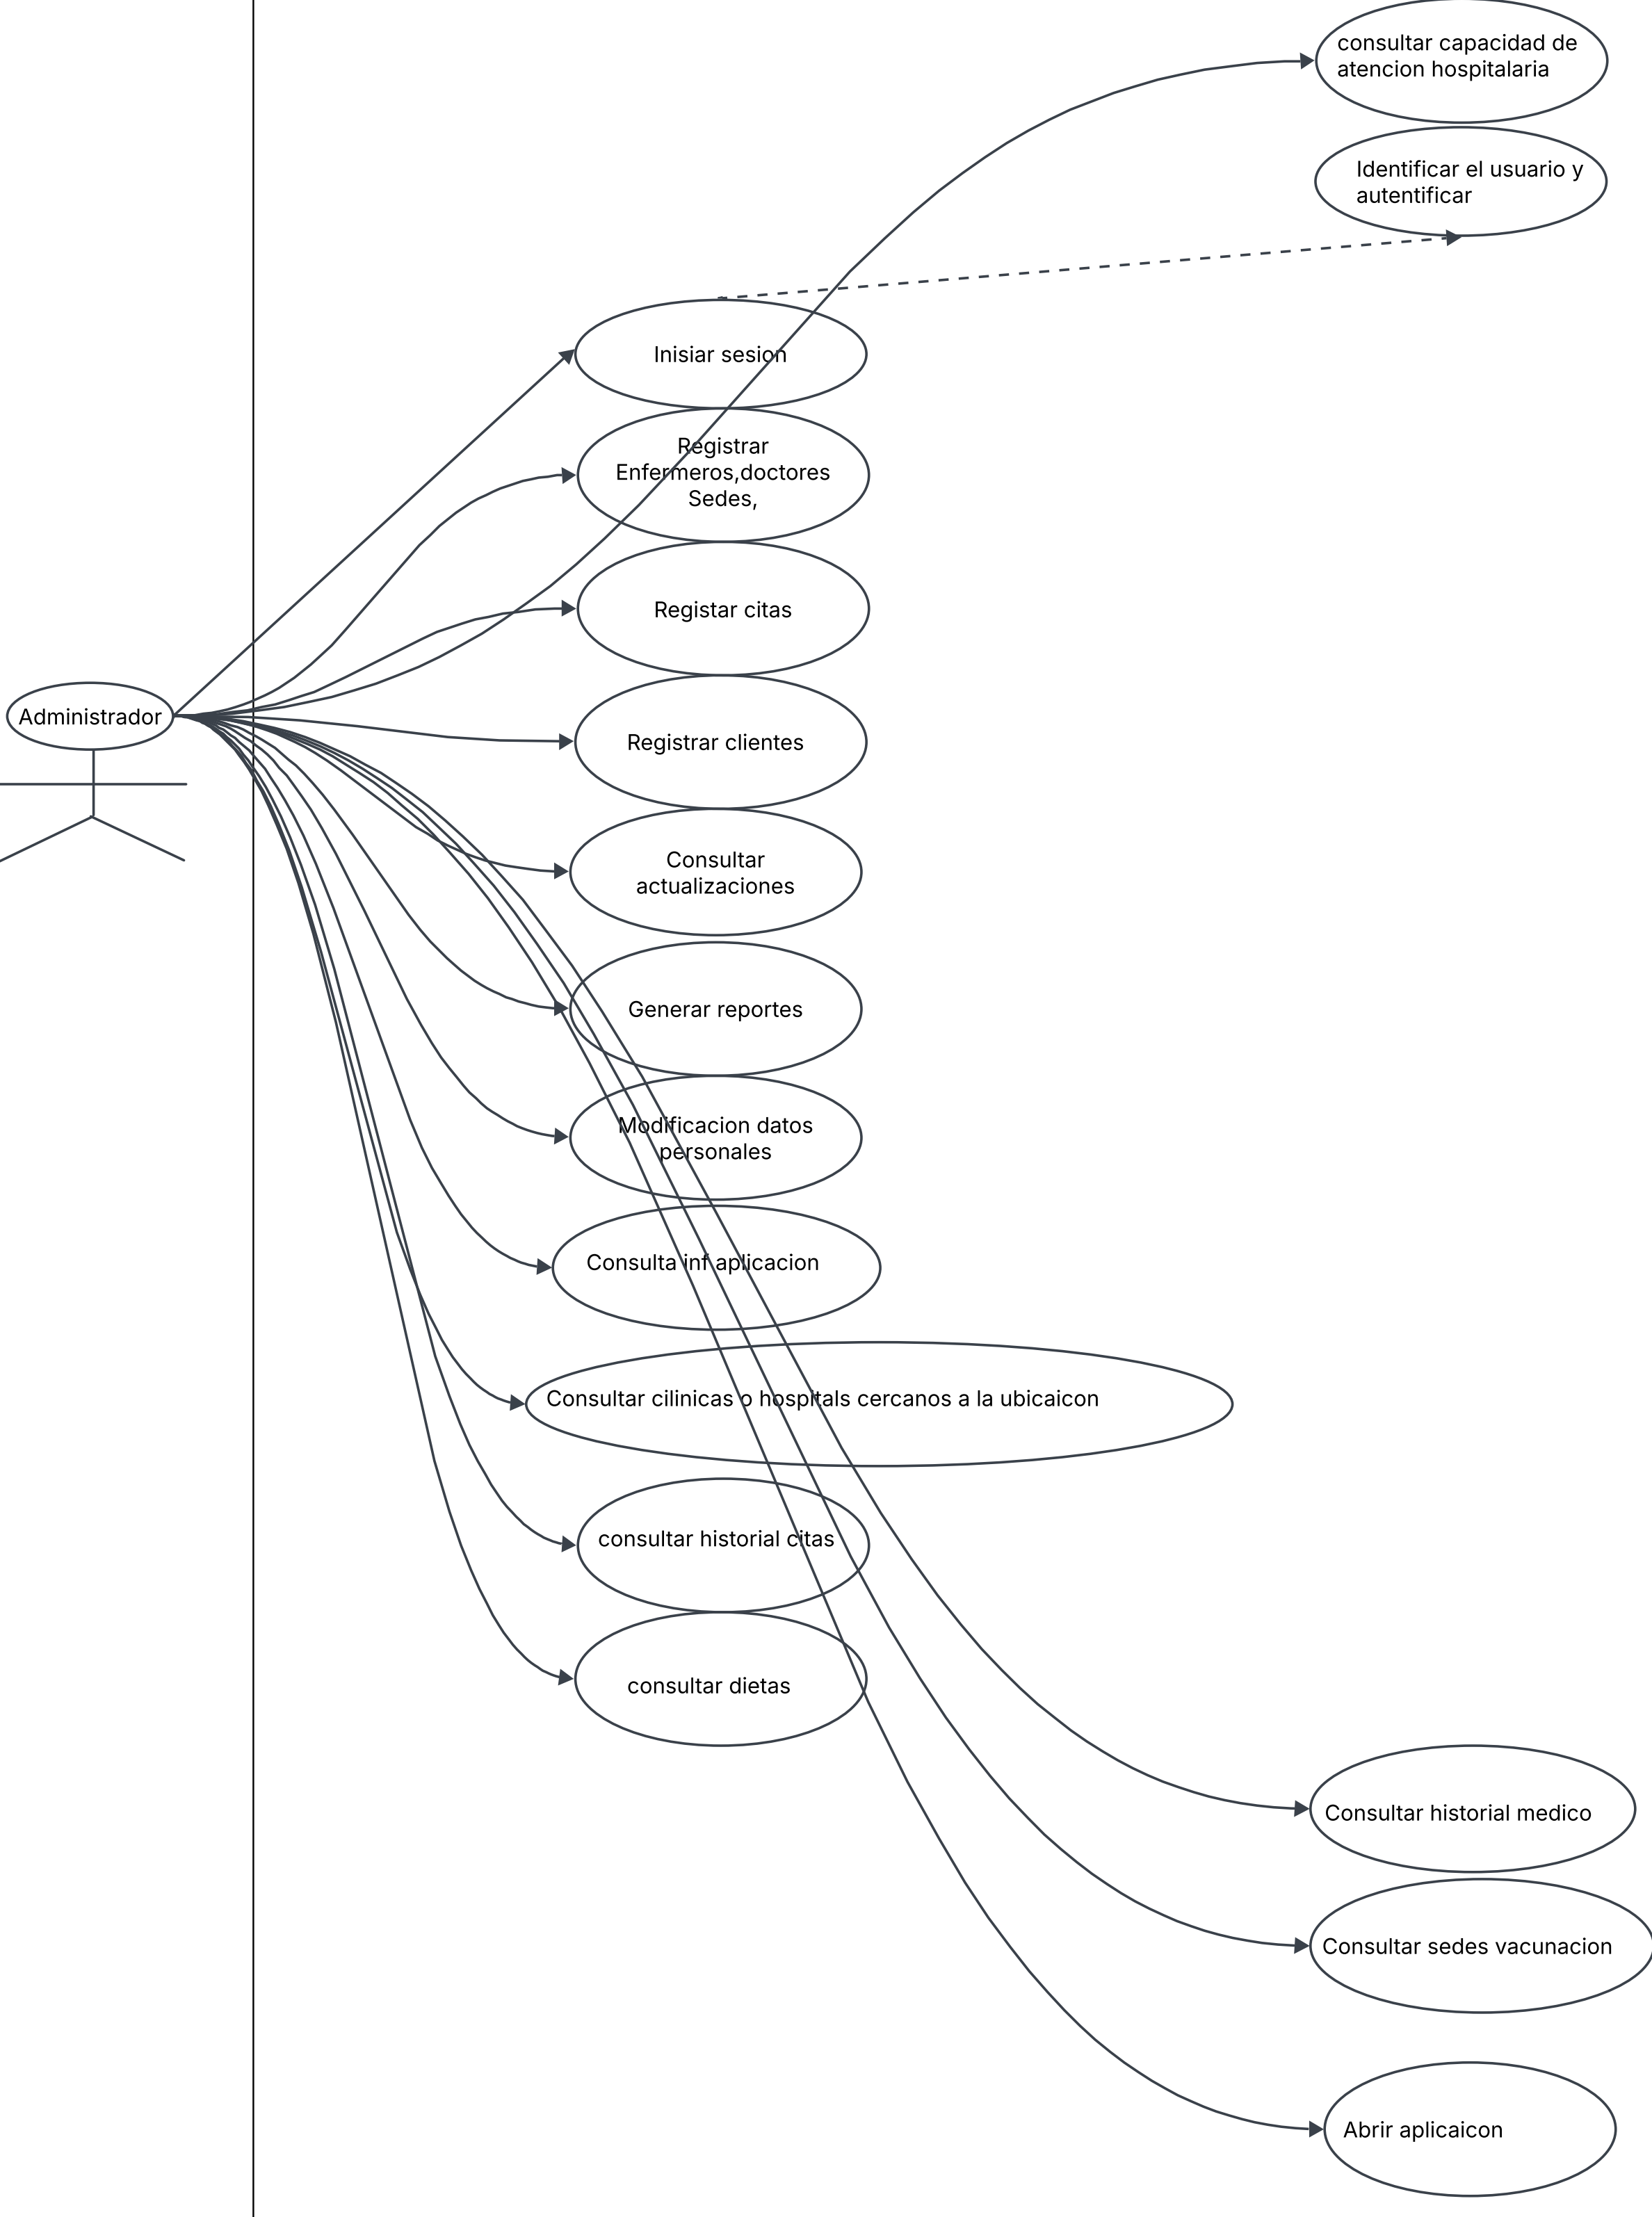 consultar capacidad de
atencion hospitalaria
Identificar el usuario y
autentificar
Inisiar sesion
Registrar
Enfermeros,doctores
Sedes,
Registar citas
Administrador
Registrar clientes
Consultar
actualizaciones
Generar reportes
Modificacion datos
personales
Consulta inf aplicacion
Consultar cilinicas o hospitals cercanos a la ubicaicon
consultar historial citas
consultar dietas
Consultar historial medico
Consultar sedes vacunacion
Abrir aplicaicon